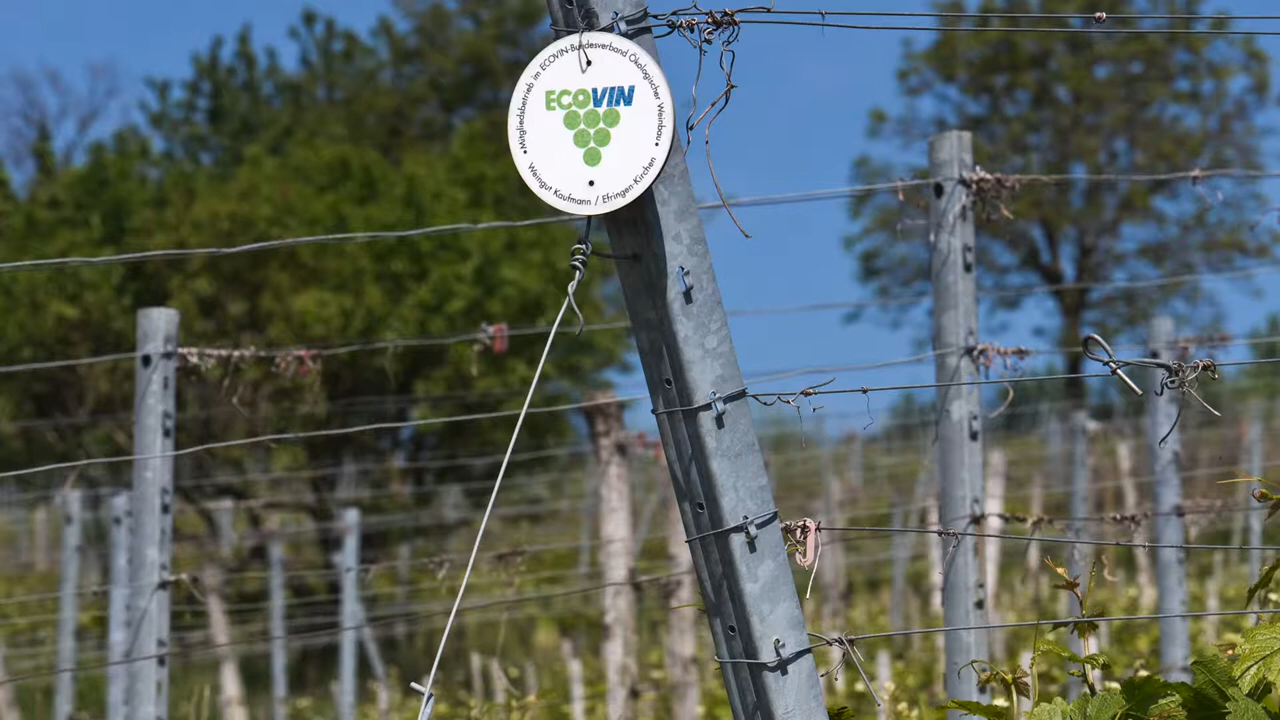 •Mitgliedsbetrieb im ECOVIN-Bundesverband Ökologischer Weinbau•
ECOVIN
Weingut Kaufmann / Efringen-Kirchen